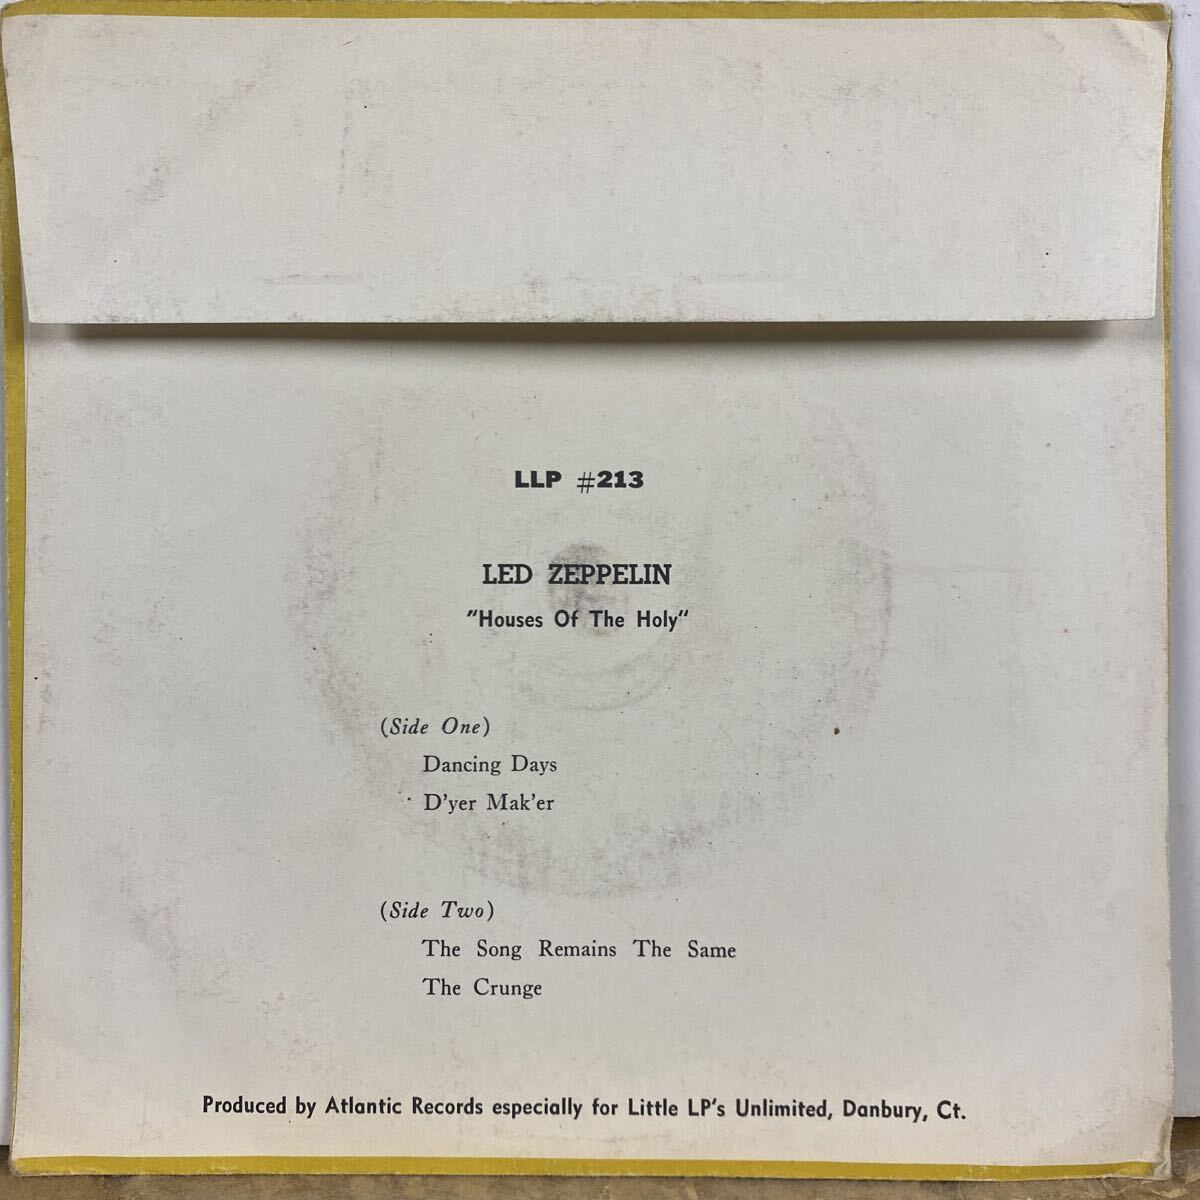 LLP #213
LED ZEPPELIN
"Houses Of The Holy"
(Side One)
Dancing Days
D'yer Mak'er
(Side Two)
The Song Remains The Same
The Crunge
Produced by Atlantic Records especially for Little LP's Unlimited, Danbury, Ct.